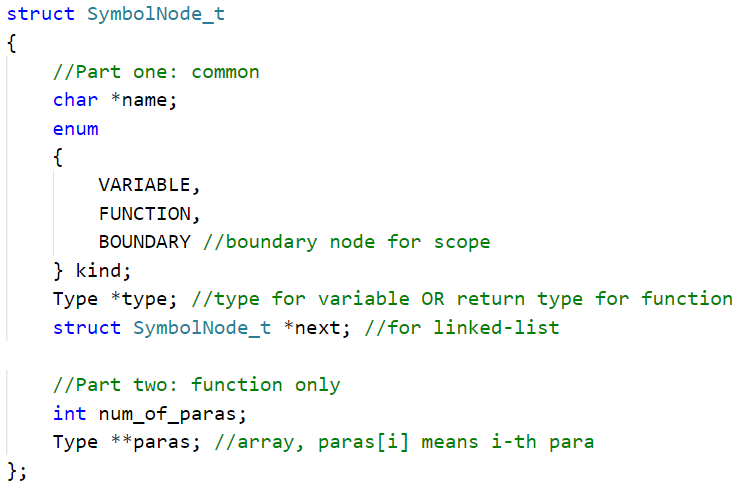 struct SymbolNode_t
{
    //Part one: common
    char *name;
    enum
    {
        VARIABLE,
        FUNCTION,
        BOUNDARY //boundary node for scope
    } kind;
    Type *type; //type for variable OR return type for function
    struct SymbolNode_t *next; //for linked-list

    //Part two: function only
    int num_of_paras;
    Type **paras; //array, paras[i] means i-th para
};